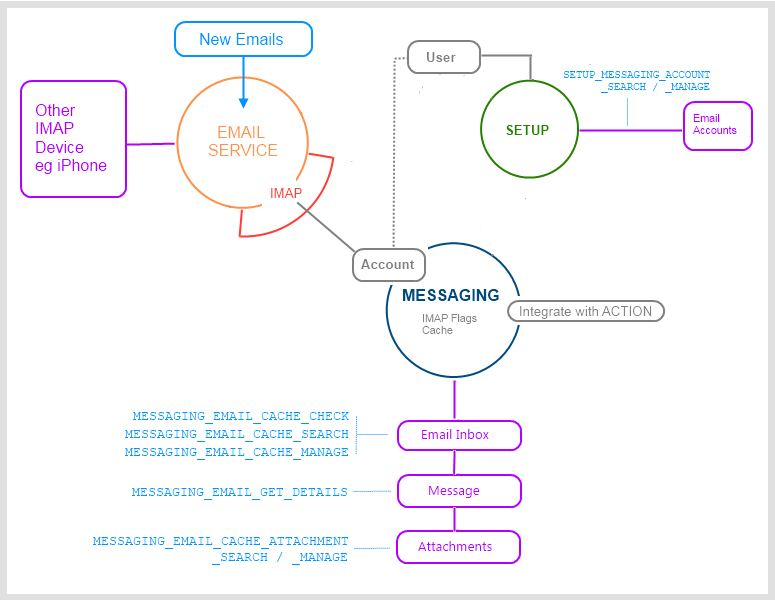 New Emails
User
SETUP_MESSAGING_ACCOUNT
_SEARCH / _MANAGE
Other
IMAP
Device
eg iPhone
EMAIL
SERVICE
SETUP
Email
Accounts
IMAP
Account
MESSAGING
IMAP Flags
Cache
Integrate with ACTION
MESSAGING_EMAIL_CACHE_CHECK
MESSAGING_EMAIL_CACHE_SEARCH
MESSAGING_EMAIL_CACHE_MANAGE
Email Inbox
MESSAGING_EMAIL_GET_DETAILS
Message
MESSAGING_EMAIL_CACHE_ATTACHMENT
_SEARCH / _MANAGE
Attachments